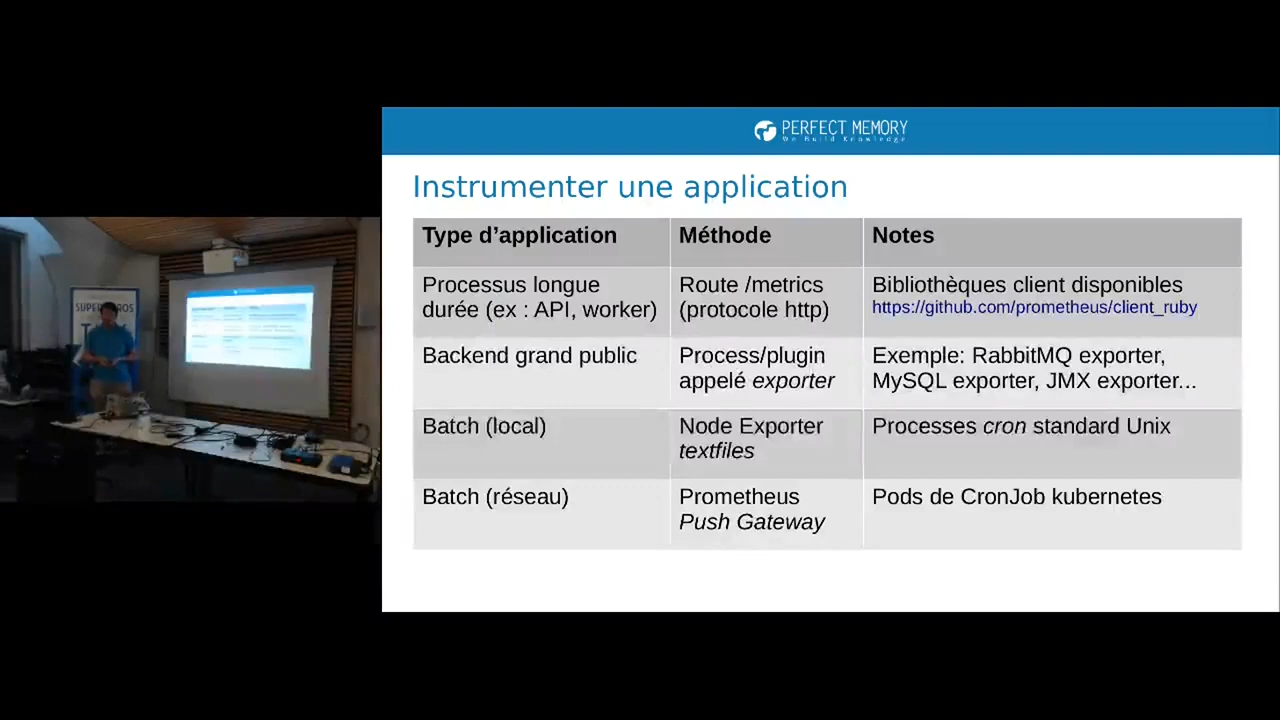 PERFECT MEMORY
We Build Knowledge
Instrumenter une application
Type d’application Méthode Notes
Processus longue
durée (ex : API, worker)
Route /metrics
(protocole http)
Bibliothèques client disponibles
https://github.com/prometheus/client_ruby
Backend grand public
Process/plugin
appelé exporter
Exemple: RabbitMQ exporter,
MySQL exporter, JMX exporter...
Batch (local)
Node Exporter
textfiles
Processes cron standard Unix
Batch (réseau)
Prometheus
Push Gateway
Pods de CronJob kubernetes